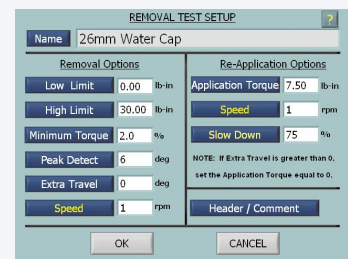 REMOVAL TEST SETUP ?
Name 26mm Water Cap
Removal Options
Low Limit 0.00 lb-in
High Limit 30.00 lb-in
Minimum Torque 2.0 %
Peak Detect 6 deg
Extra Travel 0 deg
Speed 1 rpm
Re-Application Options
Application Torque 7.50 lb-in
Speed 1 rpm
Slow Down 75 %
NOTE: If Extra Travel is greater than 0,
set the Application Torque equal to 0.
Header / Comment
OK CANCEL